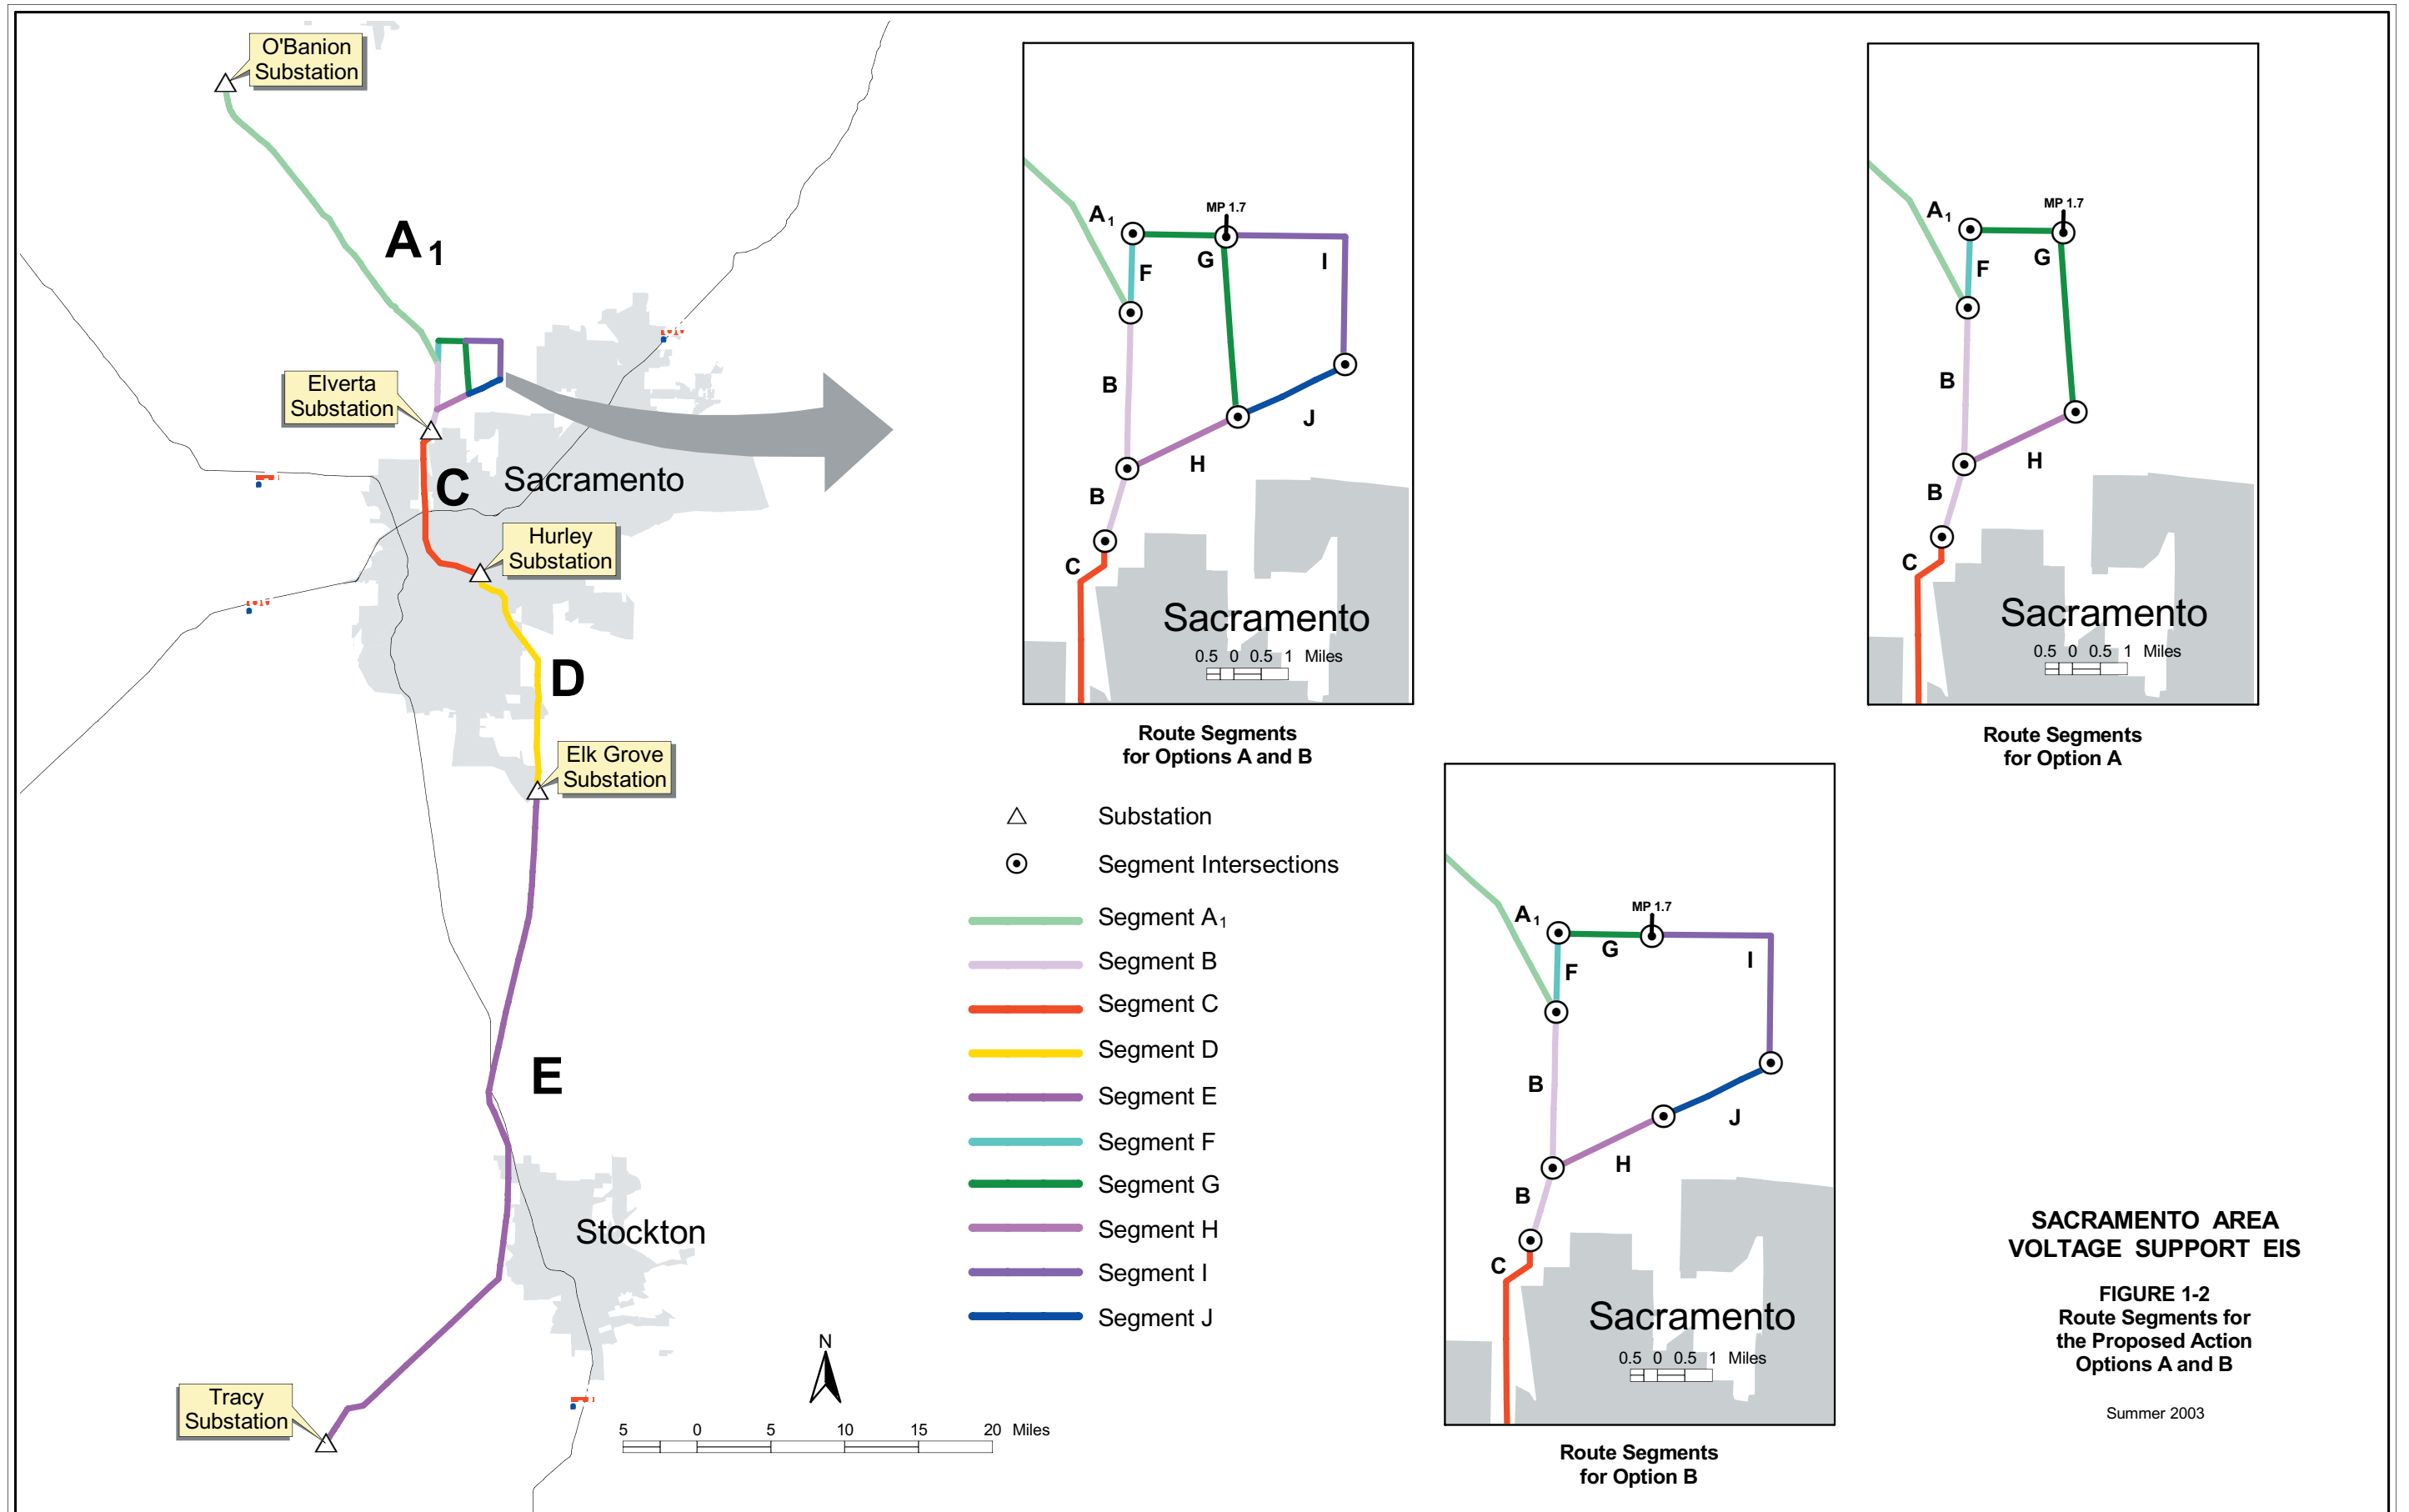 O'Banion
Substation
A1
Elverta
Substation
C
Sacramento
Hurley
Substation
D
Elk Grove
Substation
E
Stockton
Tracy
Substation
N
5 0 5 10 15 20 Miles
A1
MP 1.7
G
I
F
B
J
H
B
C
Sacramento
0.5 0 0.5 1 Miles
Route Segments
for Options A and B
A1
MP 1.7
G
F
B
H
B
C
Sacramento
0.5 0 0.5 1 Miles
Route Segments
for Option A
Substation
Segment Intersections
Segment A1
Segment B
Segment C
Segment D
Segment E
Segment F
Segment G
Segment H
Segment I
Segment J
A1
MP 1.7
G
I
F
B
J
H
B
C
Sacramento
0.5 0 0.5 1 Miles
Route Segments
for Option B
SACRAMENTO AREA
VOLTAGE SUPPORT EIS
FIGURE 1-2
Route Segments for
the Proposed Action
Options A and B
Summer 2003